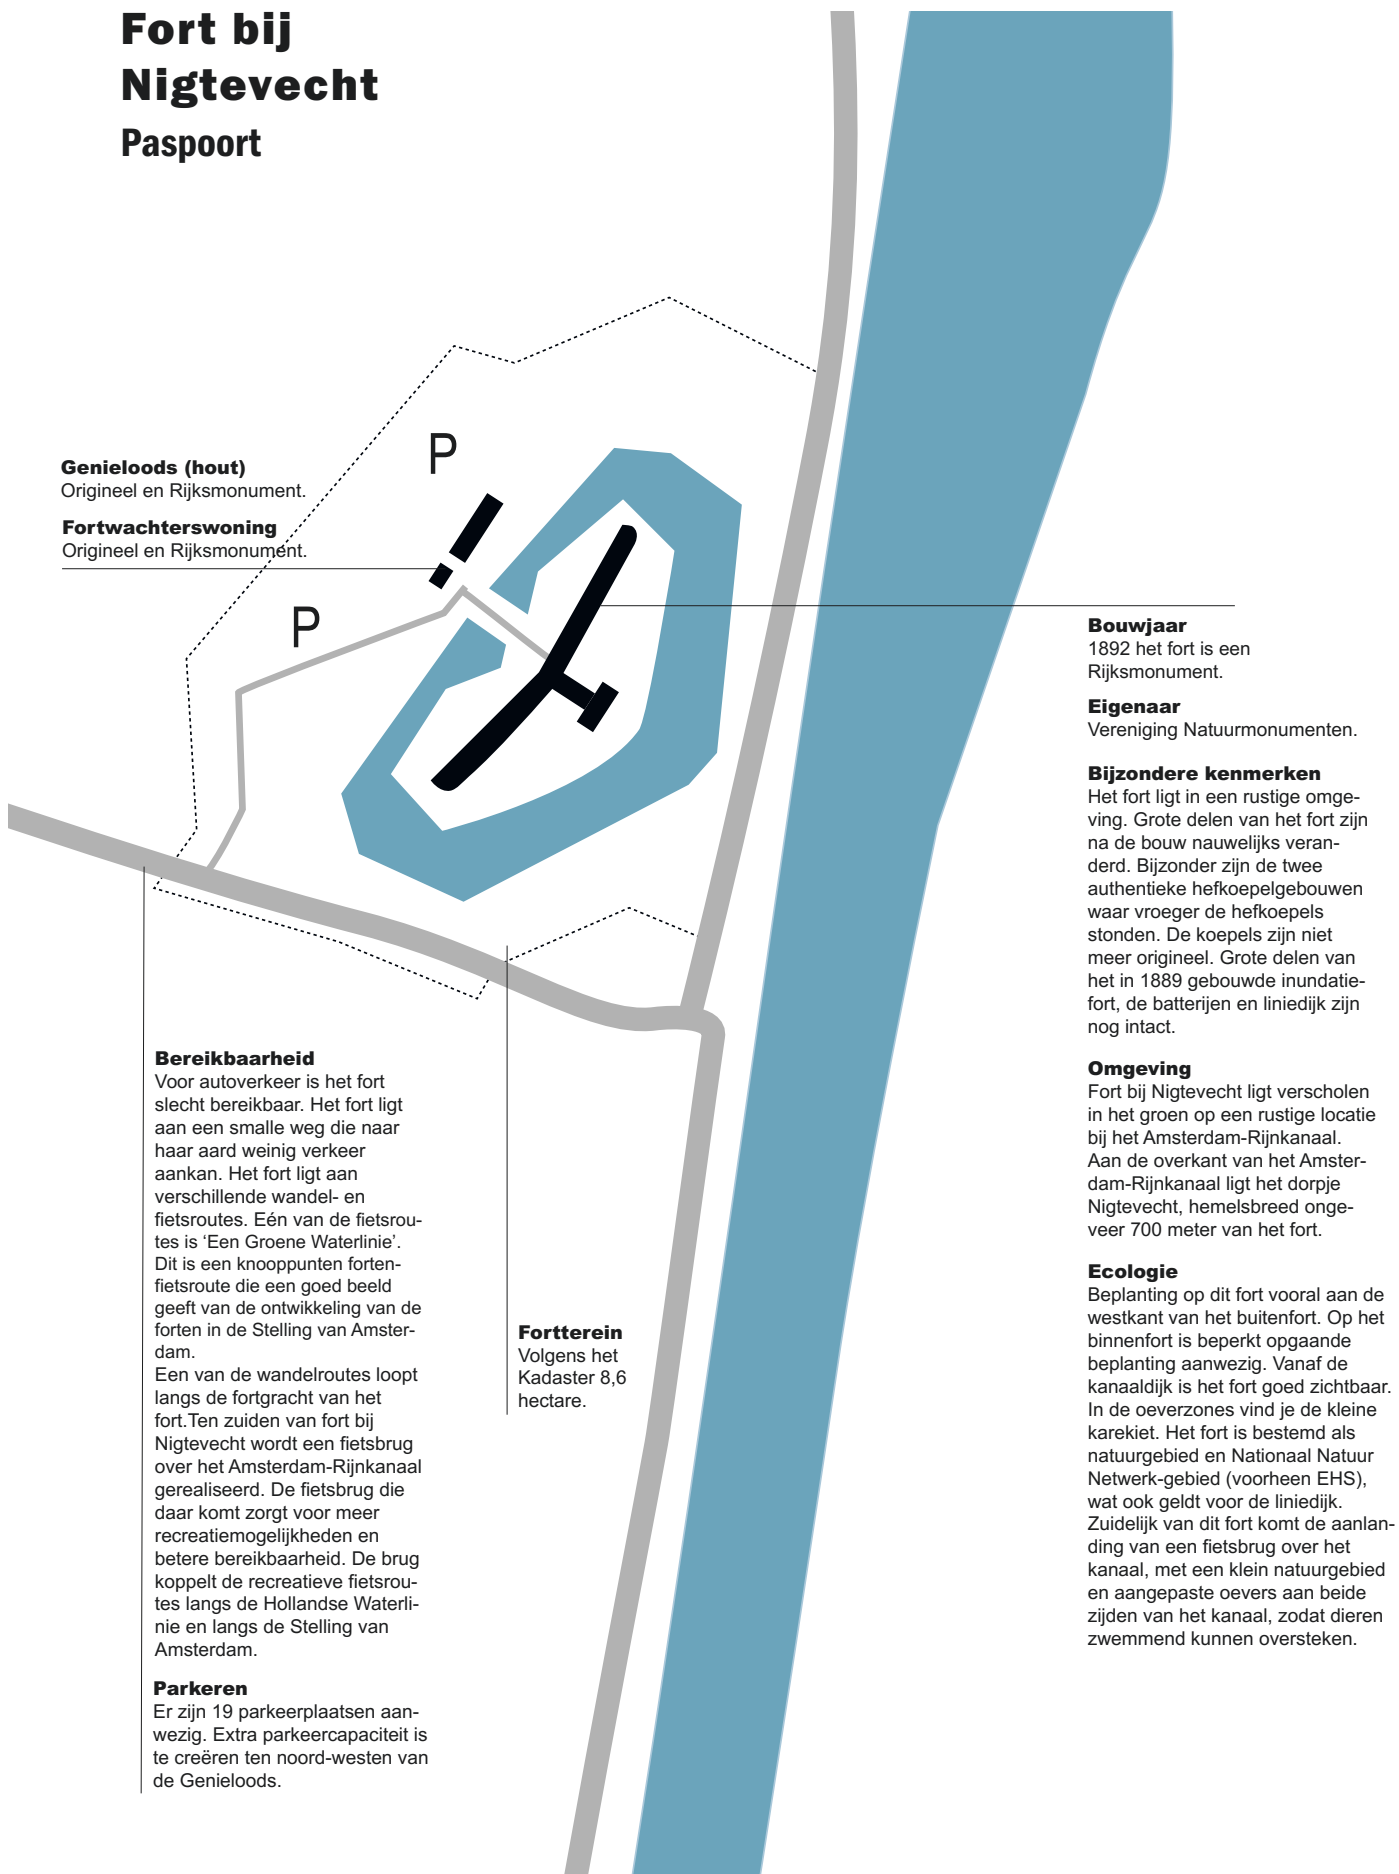 Fort bij
Nigtevecht
Paspoort
P
Genieloods (hout)
Origineel en Rijksmonument.
Fortwachterswoning
Origineel en Rijksmonument.
P
Bouwjaar
1892 het fort is een
Rijksmonument.
Eigenaar
Vereniging Natuurmonumenten.
Bijzondere kenmerken
Het fort ligt in een rustige omge-
ving. Grote delen van het fort zijn
na de bouw nauwelijks veran-
derd. Bijzonder zijn de twee
authentieke hefkoepelgebouwen
waar vroeger de hefkoepels
stonden. De koepels zijn niet
meer origineel. Grote delen van
het in 1889 gebouwde inundatie-
fort, de batterijen en liniedijk zijn
nog intact.
Omgeving
Fort bij Nigtevecht ligt verscholen
in het groen op een rustige locatie
bij het Amsterdam-Rijnkanaal.
Aan de overkant van het Amster-
dam-Rijnkanaal ligt het dorpje
Nigtevecht, hemelsbreed onge-
veer 700 meter van het fort.
Ecologie
Beplanting op dit fort vooral aan de
westkant van het buitenfort. Op het
binnenfort is beperkt opgaande
beplanting aanwezig. Vanaf de
kanaaldijk is het fort goed zichtbaar.
In de oeverzones vind je de kleine
karekiet. Het fort is bestemd als
natuurgebied en Nationaal Natuur
Netwerk-gebied (voorheen EHS),
wat ook geldt voor de liniedijk.
Zuidelijk van dit fort komt de aanlan-
ding van een fietsbrug over het
kanaal, met een klein natuurgebied
en aangepaste oevers aan beide
zijden van het kanaal, zodat dieren
zwemmend kunnen oversteken.
Bereikbaarheid
Voor autoverkeer is het fort
slecht bereikbaar. Het fort ligt
aan een smalle weg die naar
haar aard weinig verkeer
aankan. Het fort ligt aan
verschillende wandel- en
fietsroutes. Eén van de fietsrou-
tes is ‘Een Groene Waterlinie’.
Dit is een knooppunten forten-
fietsroute die een goed beeld
geeft van de ontwikkeling van de
forten in de Stelling van Amster-
dam.
Een van de wandelroutes loopt
langs de fortgracht van het
fort.Ten zuiden van fort bij
Nigtevecht wordt een fietsbrug
over het Amsterdam-Rijnkanaal
gerealiseerd. De fietsbrug die
daar komt zorgt voor meer
recreatiemogelijkheden en
betere bereikbaarheid. De brug
koppelt de recreatieve fietsrou-
tes langs de Hollandse Waterli-
nie en langs de Stelling van
Amsterdam.
Parkeren
Er zijn 19 parkeerplaatsen aan-
wezig. Extra parkeercapaciteit is
te creëren ten noord-westen van
de Genieloods.
Fortterein
Volgens het
Kadaster 8,6
hectare.